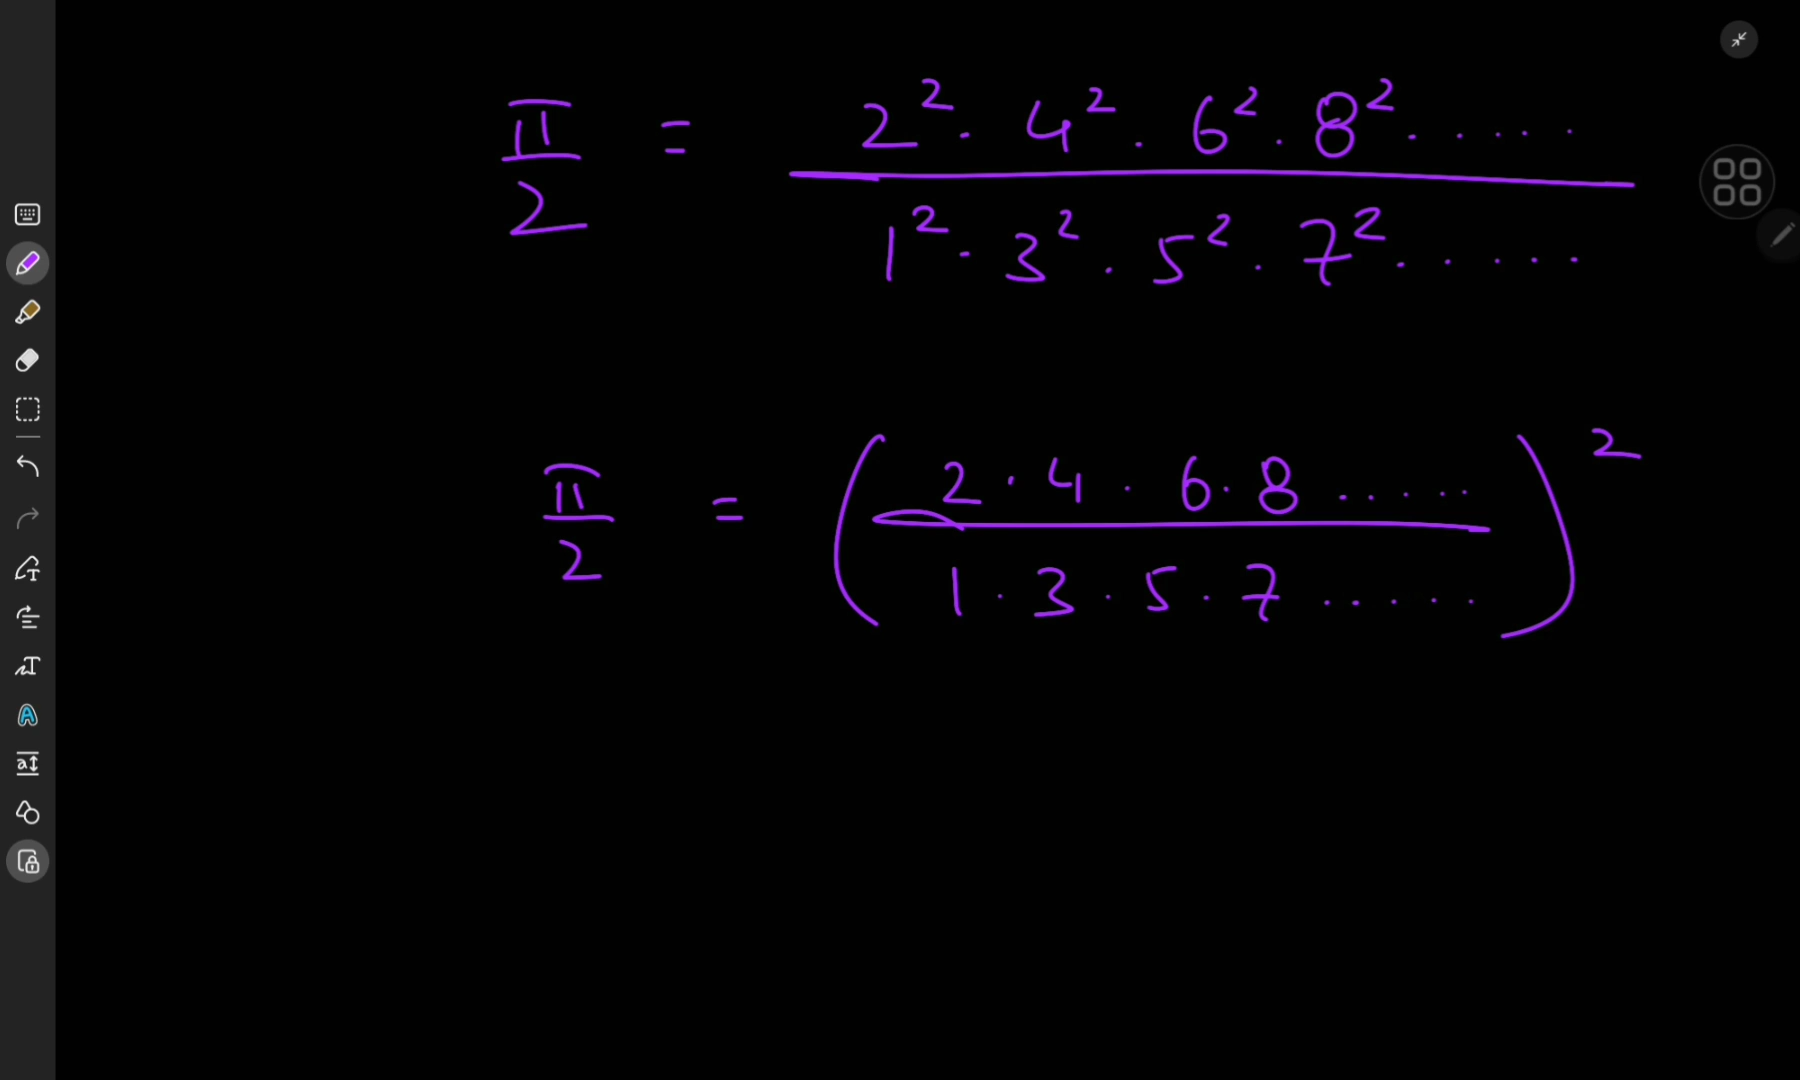 π/2 = 2² · 4² · 6² · 8² · · · · · / 1² · 3² · 5² · 7² · · · · ·
π/2 = (2 · 4 · 6 · 8 · · · · · / 1 · 3 · 5 · 7 · · · · ·)²